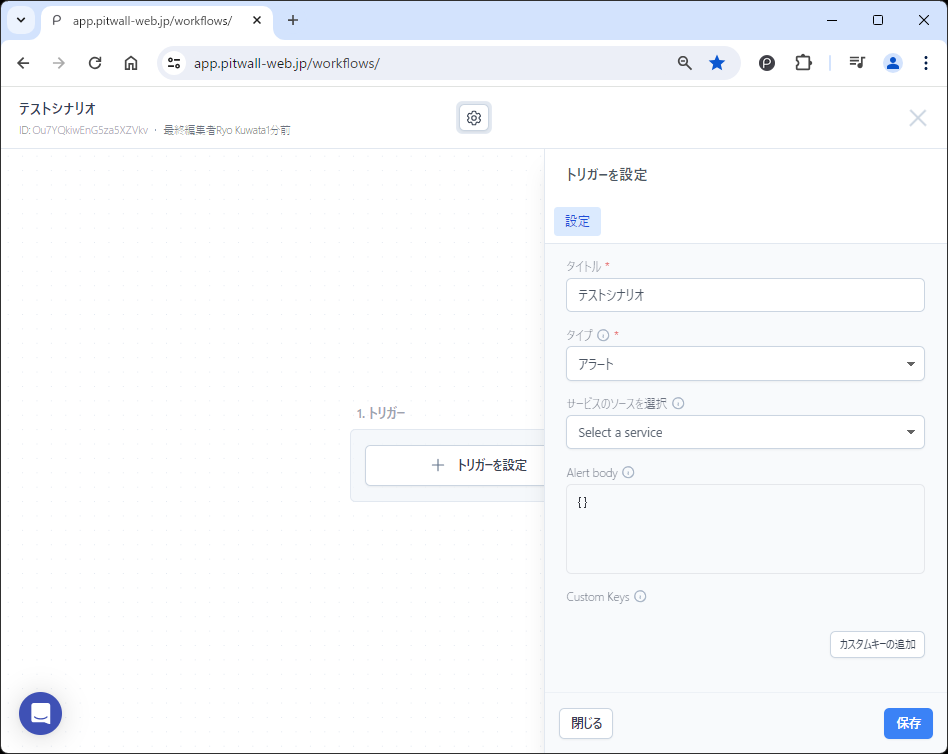 app.pitwall-web.jp/workflows/
app.pitwall-web.jp/workflows/
テストシナリオ
ID:Ou7YQkiwEnG5za5XZVkv ・ 最終編集者Ryo Kuwata1分前
トリガーを設定
設定
タイトル *
テストシナリオ
タイプ *
アラート
サービスのソースを選択
Select a service
Alert body
{}
Custom Keys
カスタムキーの追加
1. トリガー
トリガーを設定
閉じる
保存